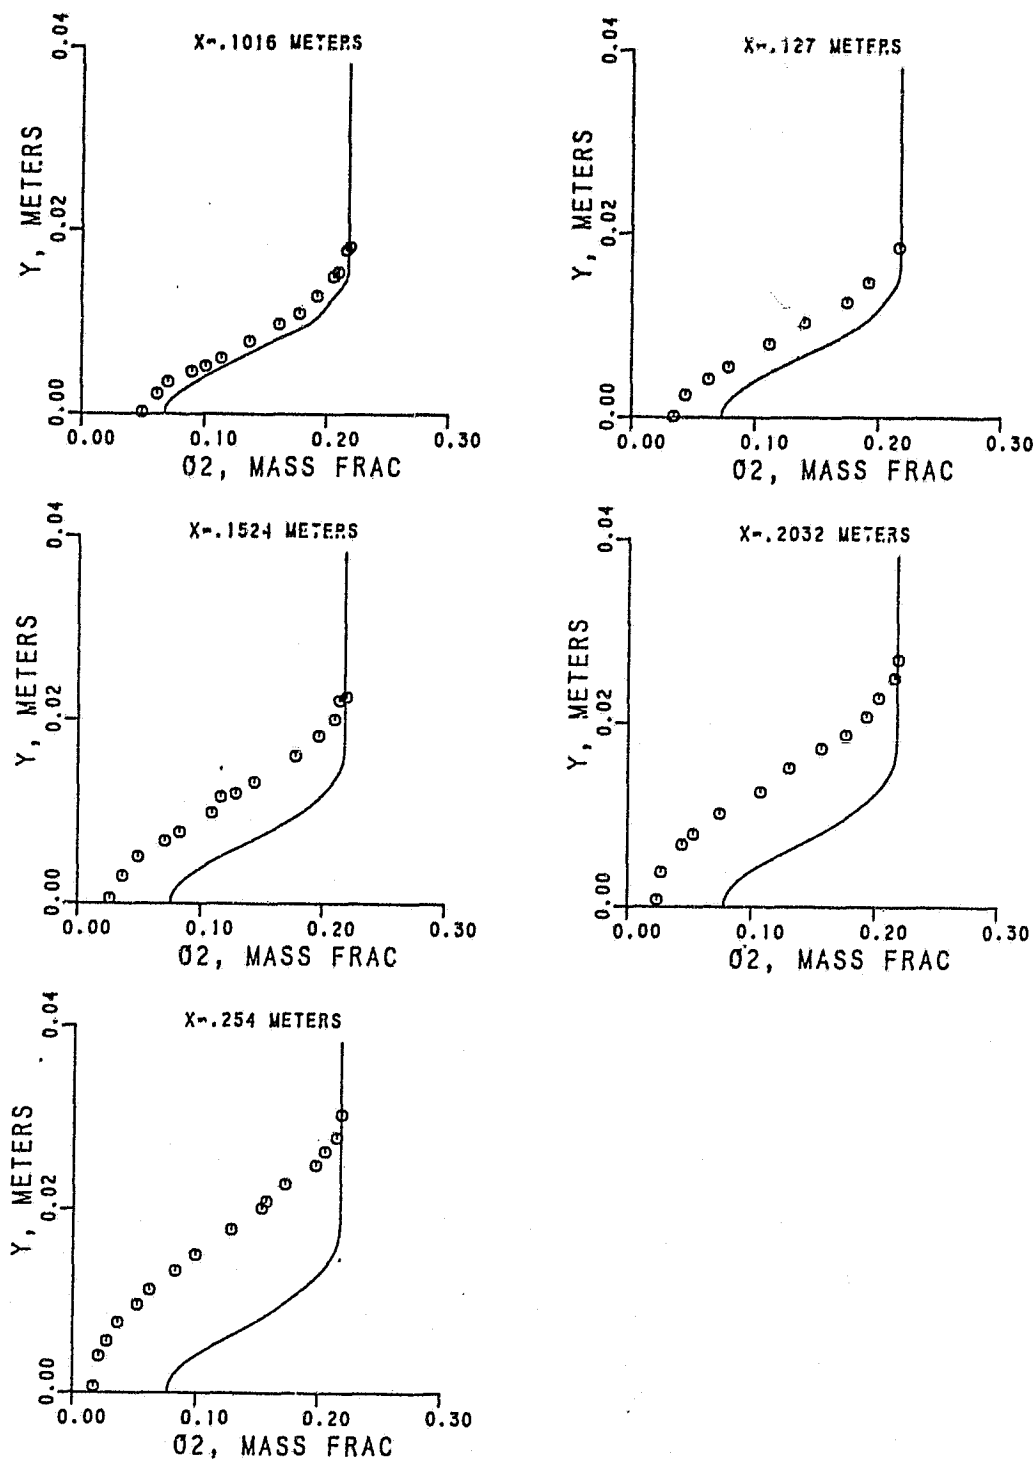 X=.1016 METERS
0.04
0.02
0.00
Y, METERS
0.00 0.10 0.20 0.30
O2, MASS FRAC
X=.127 METERS
0.04
0.02
0.00
Y, METERS
0.00 0.10 0.20 0.30
O2, MASS FRAC
X=.1524 METERS
0.04
0.02
0.00
Y, METERS
0.00 0.10 0.20 0.30
O2, MASS FRAC
X=.2032 METERS
0.04
0.02
0.00
Y, METERS
0.00 0.10 0.20 0.30
O2, MASS FRAC
X=.254 METERS
0.04
0.02
0.00
Y, METERS
0.00 0.10 0.20 0.30
O2, MASS FRAC